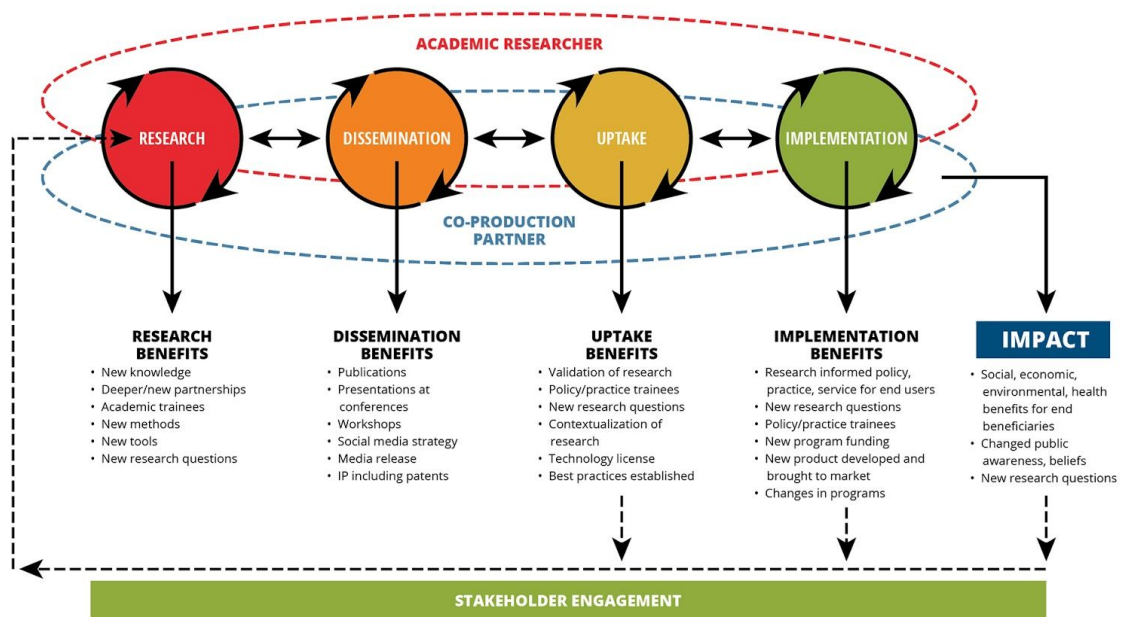 ACADEMIC RESEARCHER
RESEARCH
DISSEMINATION
UPTAKE
IMPLEMENTATION
CO-PRODUCTION
PARTNER
RESEARCH
BENEFITS
• New knowledge
• Deeper/new partnerships
• Academic trainees
• New methods
• New tools
• New research questions
DISSEMINATION
BENEFITS
• Publications
• Presentations at
conferences
• Workshops
• Social media strategy
• Media release
• IP including patents
UPTAKE
BENEFITS
• Validation of research
• Policy/practice trainees
• New research questions
• Contextualization of
research
• Technology license
• Best practices established
IMPLEMENTATION
BENEFITS
• Research informed policy,
practice, service for end users
• New research questions
• Policy/practice trainees
• New program funding
• New product developed and
brought to market
• Changes in programs
IMPACT
• Social, economic,
environmental, health
benefits for end
beneficiaries
• Changed public
awareness, beliefs
• New research questions
STAKEHOLDER ENGAGEMENT